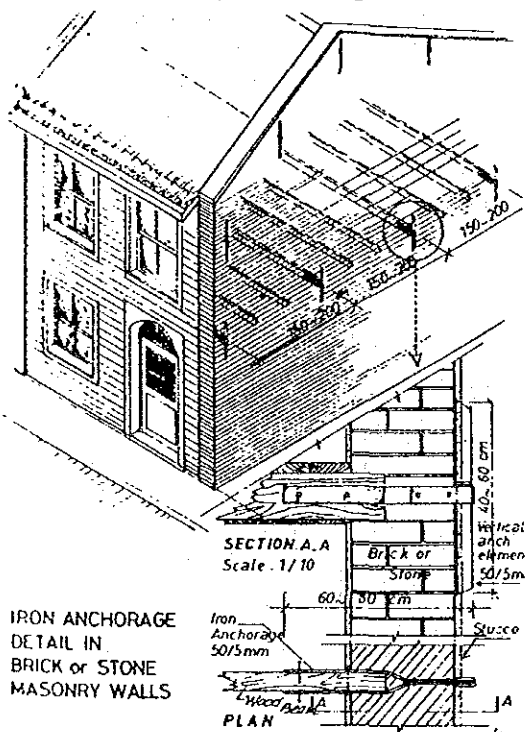 150-200
150-200
150-200
40-60 cm
SECTION A.A
Scale . 1/10
Brick or
Stone
Vertical
anch
elemen
50/5m
60-80 cm
IRON ANCHORAGE
DETAIL IN
BRICK or STONE
MASONRY WALLS
Iron
Anchorage
50/5mm
Stucco
Wood Beam
A
A
PLAN